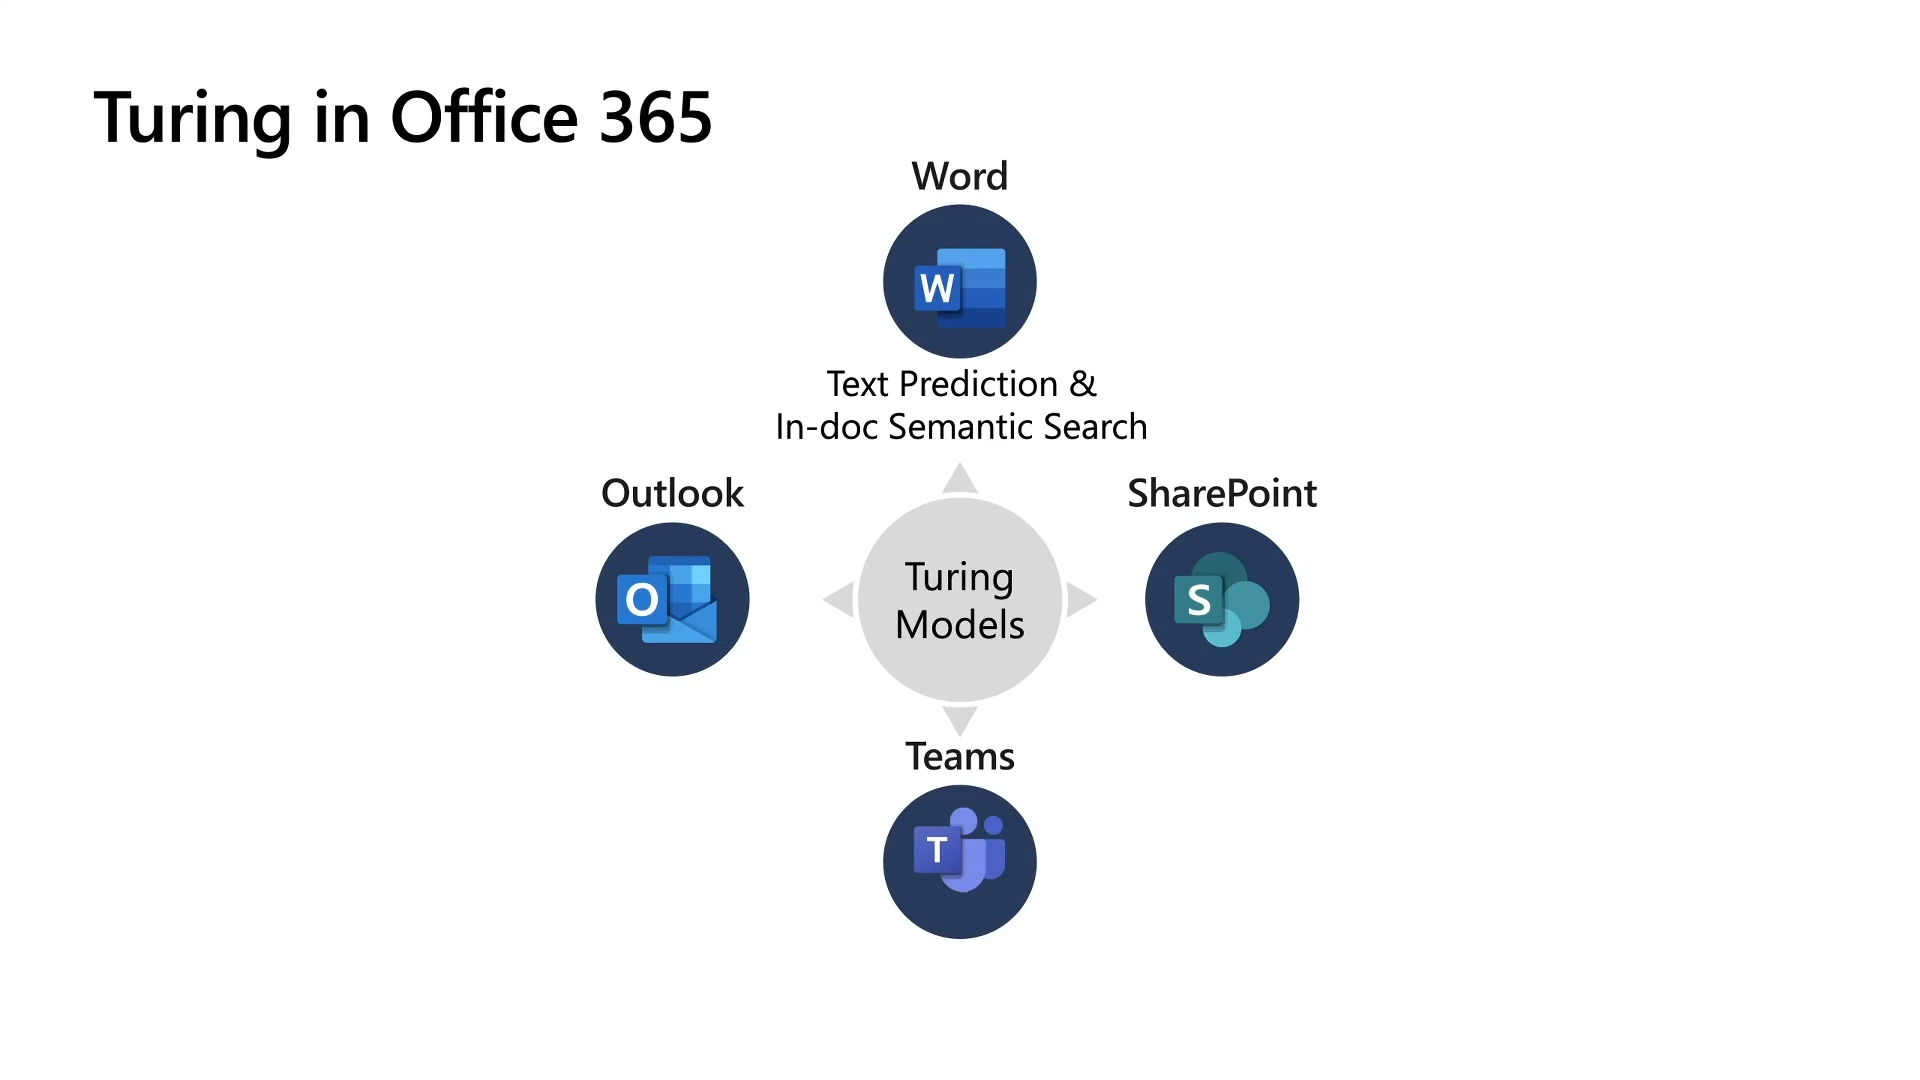 Turing in Office 365
Word
W
Text Prediction &
In-doc Semantic Search
Outlook
O
Turing
Models
SharePoint
S
Teams
T